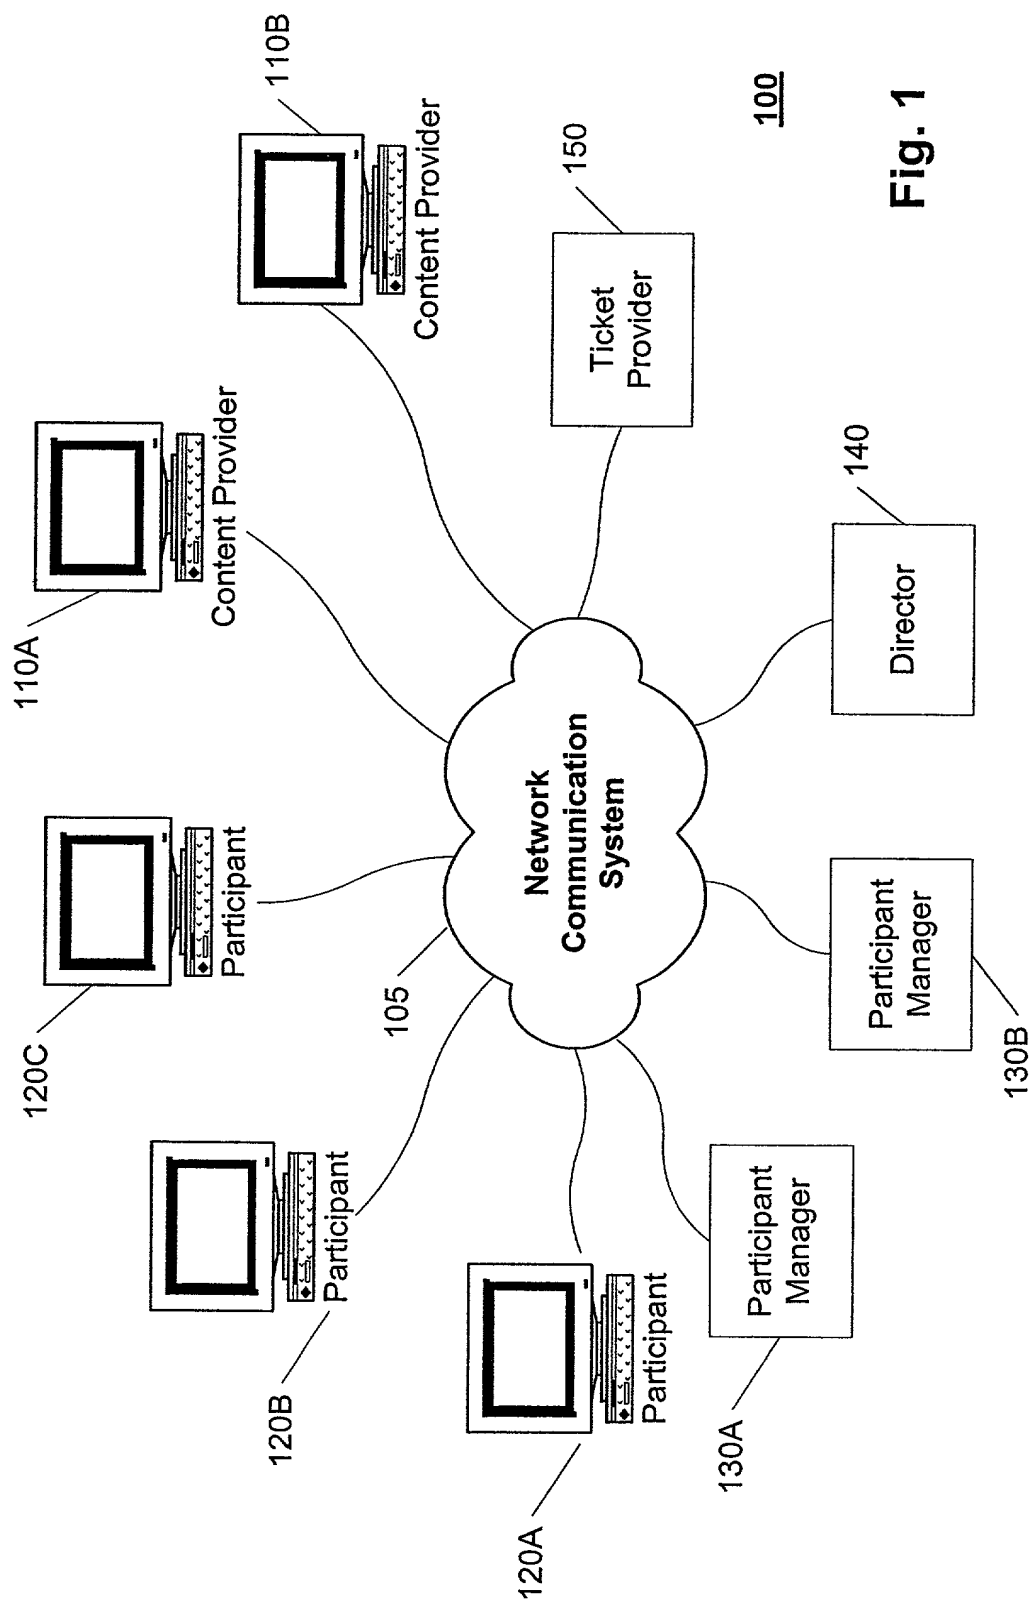 120A
Participant
120B
Participant
120C
Participant
110A
Content Provider
110B
Content Provider
105
Network
Communication
System
130A
Participant
Manager
130B
Participant
Manager
140
Director
150
Ticket
Provider
100
Fig. 1